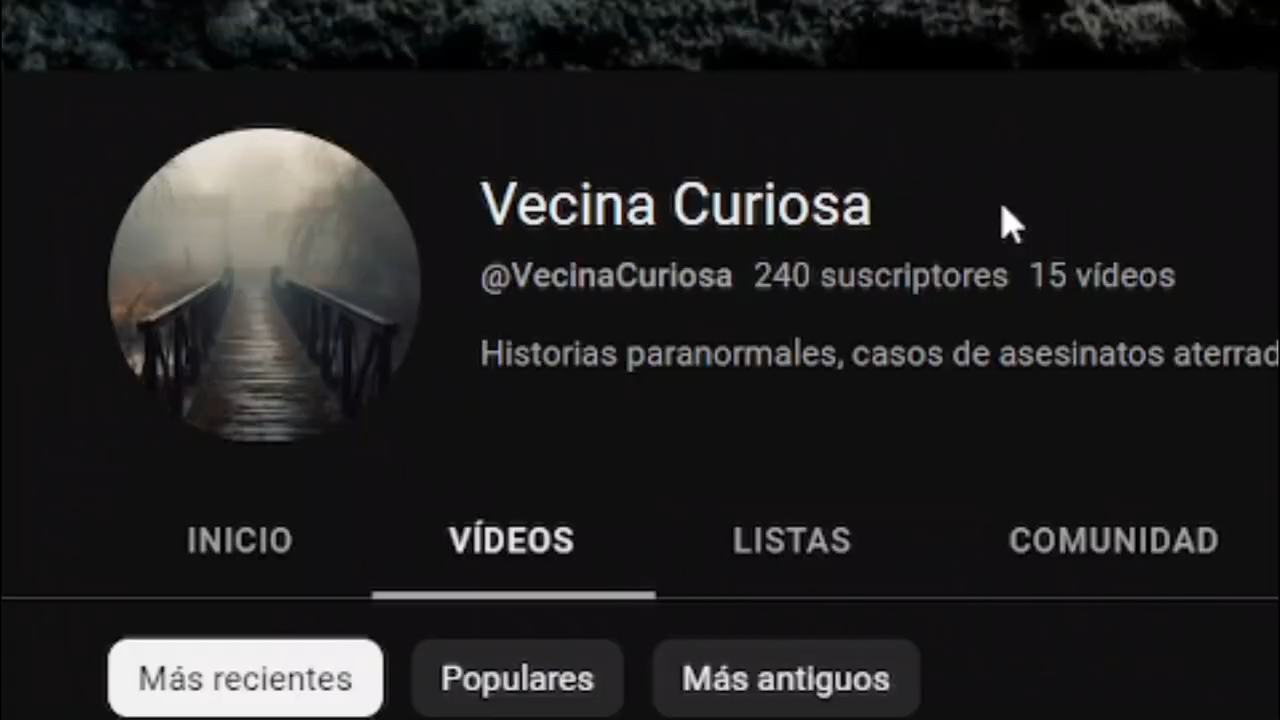 Vecina Curiosa
@VecinaCuriosa 240 suscriptores 15 vídeos
Historias paranormales, casos de asesinatos
INICIO VÍDEOS LISTAS COMUNIDAD
Más recientes Populares Más antiguos